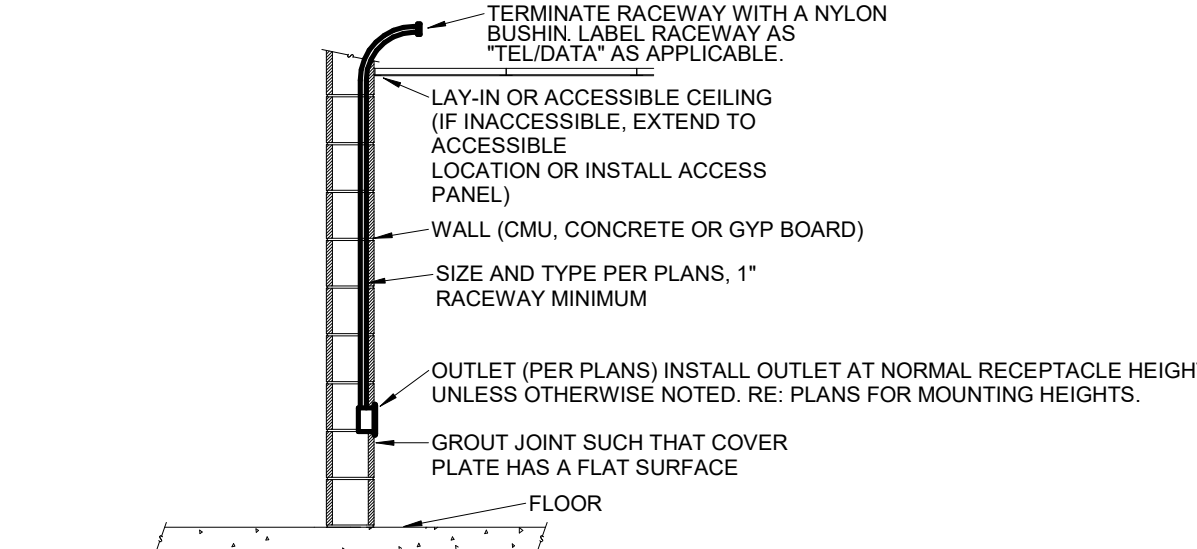 TERMINATE RACEWAY WITH A NYLON
BUSHIN. LABEL RACEWAY AS
"TEL/DATA" AS APPLICABLE.
LAY-IN OR ACCESSIBLE CEILING
(IF INACCESSIBLE, EXTEND TO
ACCESSIBLE
LOCATION OR INSTALL ACCESS
PANEL)
WALL (CMU, CONCRETE OR GYP BOARD)
SIZE AND TYPE PER PLANS, 1"
RACEWAY MINIMUM
OUTLET (PER PLANS) INSTALL OUTLET AT NORMAL RECEPTACLE HEIGHT
UNLESS OTHERWISE NOTED. RE: PLANS FOR MOUNTING HEIGHTS.
GROUT JOINT SUCH THAT COVER
PLATE HAS A FLAT SURFACE
FLOOR